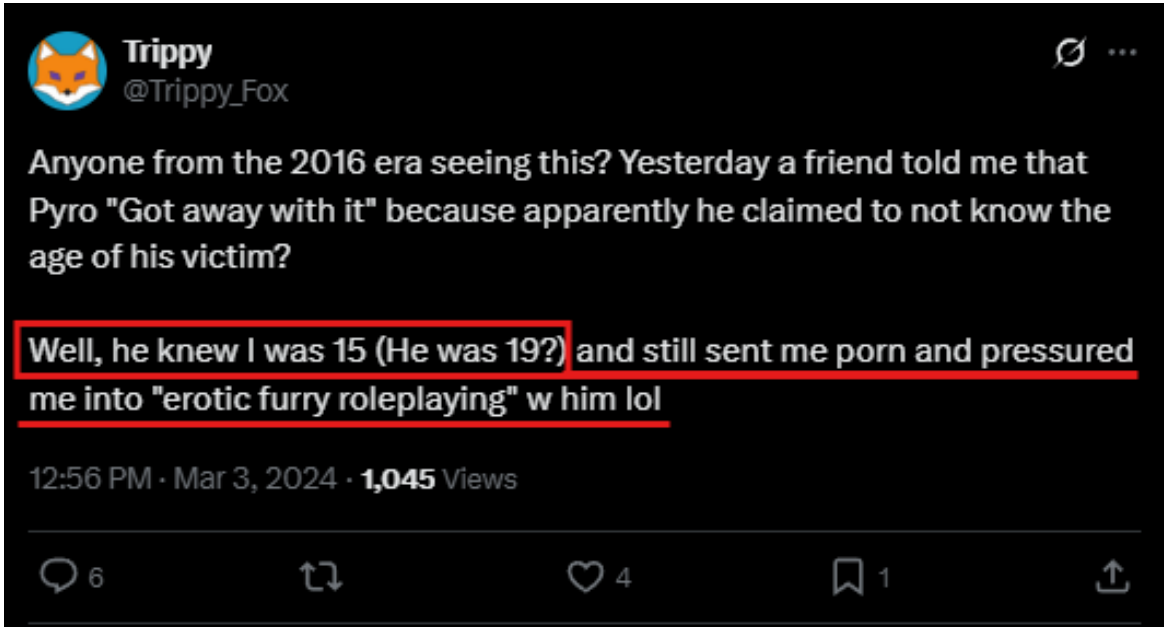 Trippy
@Trippy_Fox
Anyone from the 2016 era seeing this? Yesterday a friend told me that
Pyro "Got away with it" because apparently he claimed to not know the
age of his victim?
Well, he knew I was 15 (He was 19?) and still sent me porn and pressured
me into "erotic furry roleplaying" w him lol
12:56 PM · Mar 3, 2024 · 1,045 Views
6 4 1